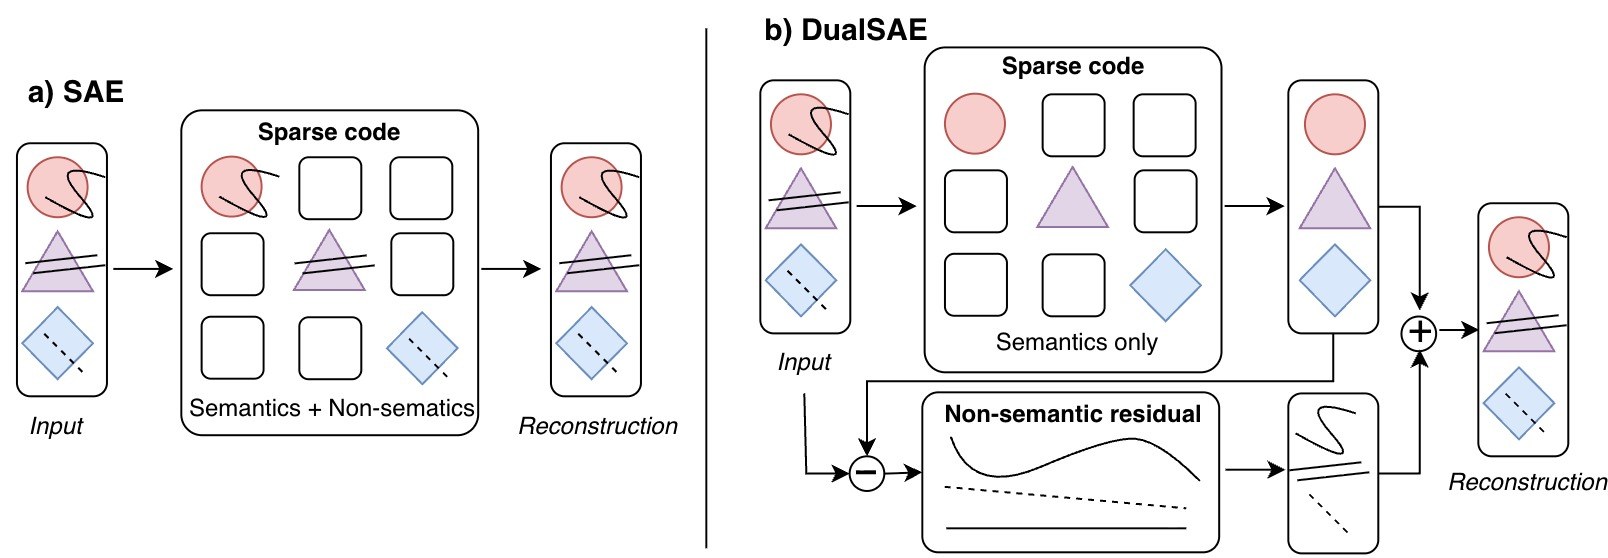 a) SAE
Sparse code
Semantics + Non-sematics
Input
Reconstruction
b) DualSAE
Sparse code
Semantics only
Input
Non-semantic residual
Reconstruction